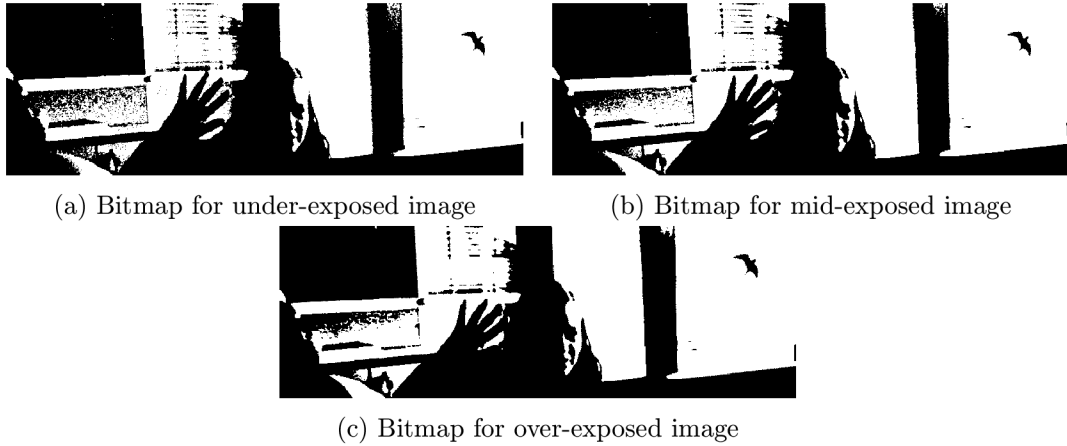 (a) Bitmap for under-exposed image
(b) Bitmap for mid-exposed image
(c) Bitmap for over-exposed image